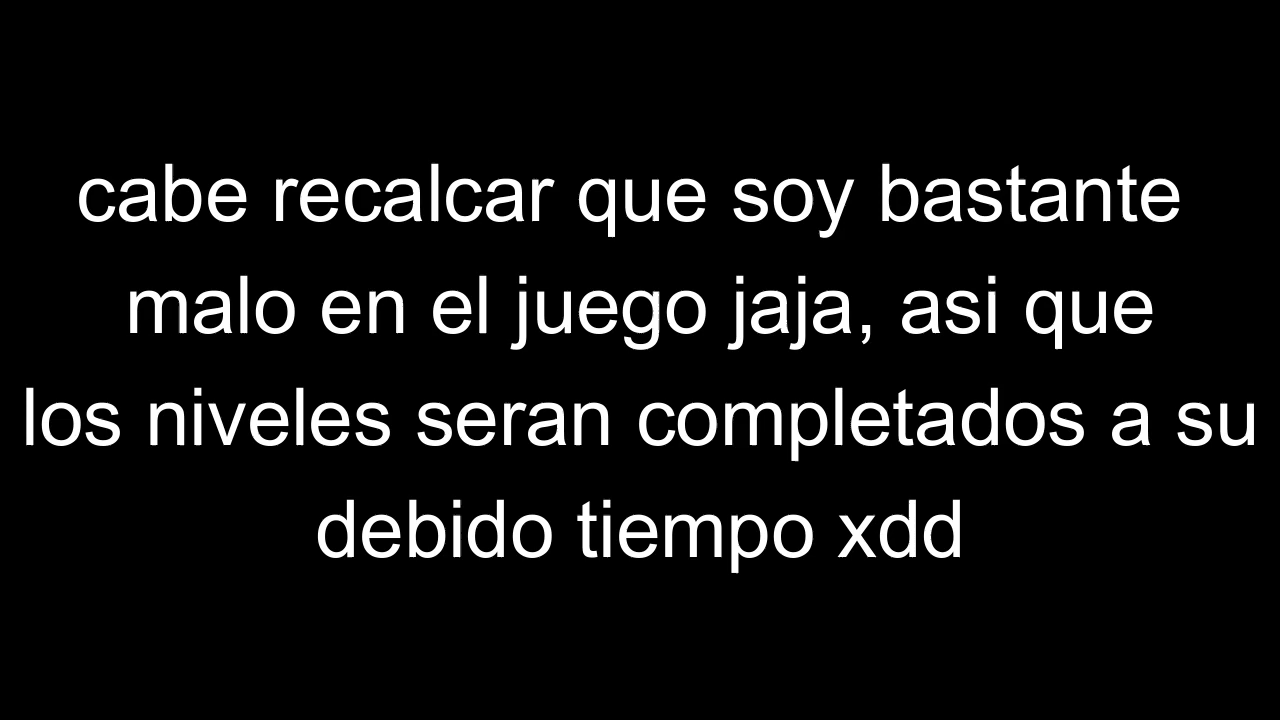 cabe recalcar que soy bastante
malo en el juego jaja, asi que
los niveles seran completados a su
debido tiempo xdd